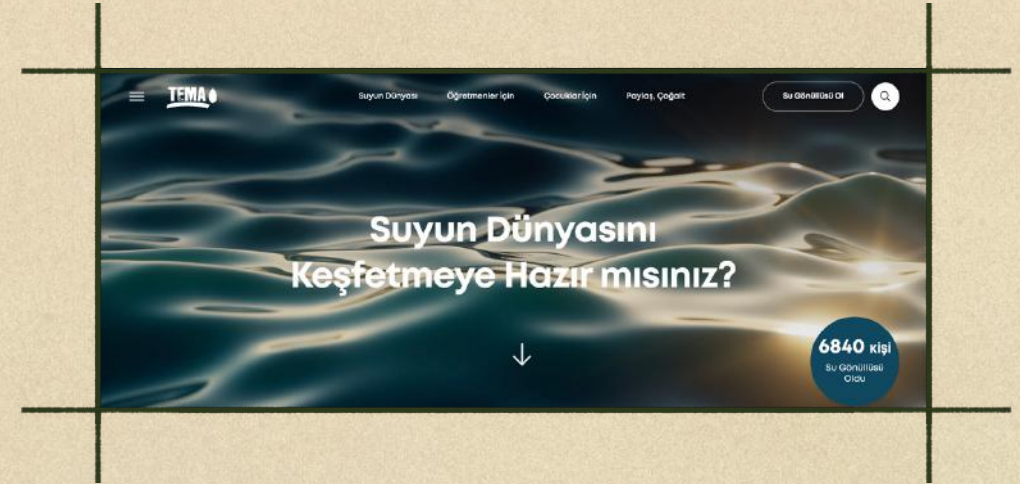 TEMA
Suyun Dünyası
Öğretmenler İçin
Çocuklar İçin
Paylaş, Çoğalt
Su Gönüllüsü Ol
Suyun Dünyasını
Keşfetmeye Hazır mısınız?
6840 Kişi
Su Gönüllüsü
Oldu